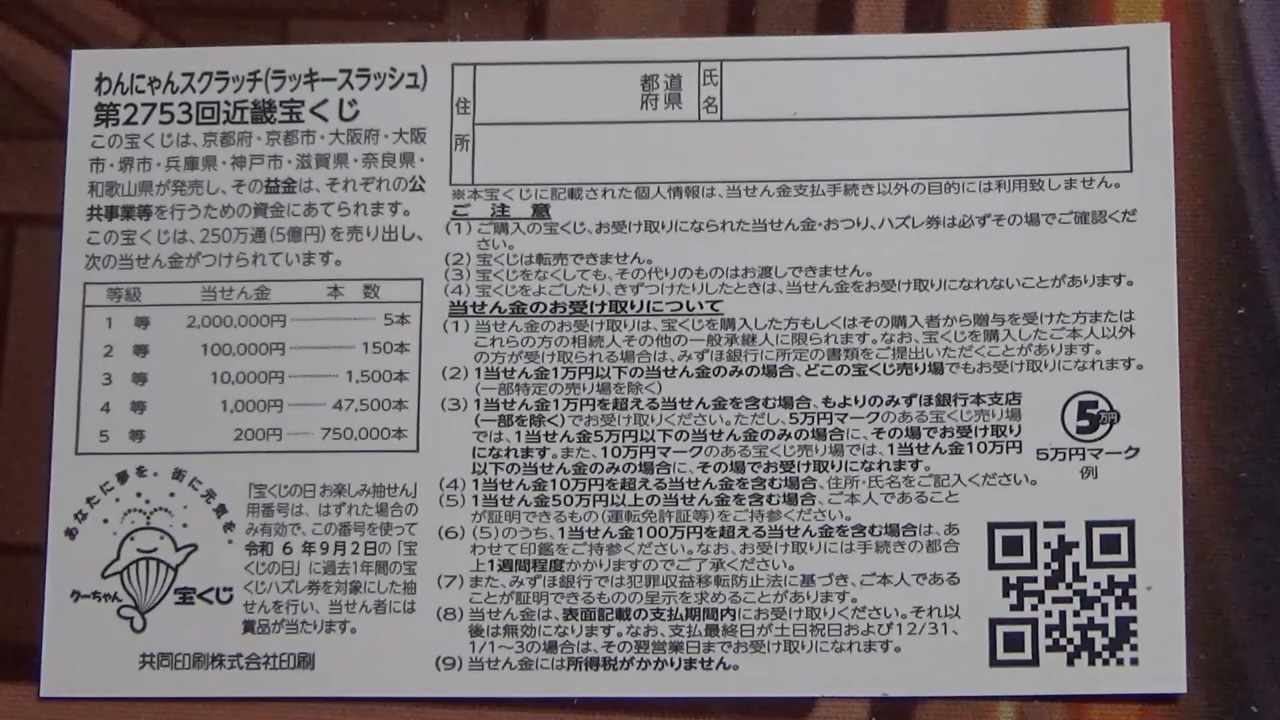 わんにゃんスクラッチ(ラッキースラッシュ)
第2753回近畿宝くじ
この宝くじは、京都府・京都市・大阪府・大阪
市・堺市・兵庫県・神戸市・滋賀県・奈良県・
和歌山県が発売し、その益金は、それぞれの公
共事業等を行うための資金にあてられます。
この宝くじは、250万通(5億円)を売り出し、
次の当せん金がつけられています。
等級 当せん金 本 数
1 等 2,000,000円 5本
2 等 100,000円 150本
3 等 10,000円 1,500本
4 等 1,000円 47,500本
5 等 200円 750,000本
あなたに夢を。街に元気を。
クーちゃん 宝くじ
「宝くじの日 お楽しみ抽せん」
用番号は、はずれた場合の
み有効で、この番号を使って
令和 6 年9月2日の「宝
くじの日」に過去1年間の宝
くじハズレ券を対象にした抽
せんを行い、当せん者には
賞品が当たります。
共同印刷株式会社印刷
住所
都道
府県
氏名
※本宝くじに記載された個人情報は、当せん金支払手続き以外の目的には利用致しません。
ご 注 意
(1) ご購入の宝くじ、お受け取りになられた当せん金・おつり、ハズレ券は必ずその場でご確認くだ
さい。
(2) 宝くじは転売できません。
(3) 宝くじをなくしても、その代りのものはお渡しできません。
(4) 宝くじをよごしたり、きずつけたりしたときは、当せん金をお受け取りになれないことがあります。
当せん金のお受け取りについて
(1) 当せん金のお受け取りは、宝くじを購入した方もしくはその購入者から贈与を受けた方または
これらの方の相続人その他の一般承継人に限られます。なお、宝くじを購入したご本人以外
の方が受け取られる場合は、みずほ銀行に所定の書類をご提出いただくことがあります。
(2) 1当せん金1万円以下の当せん金のみの場合、どこの宝くじ売り場でもお受け取りになれます。
(一部特定の売り場を除く)
(3) 1当せん金1万円を超える当せん金を含む場合、もよりのみずほ銀行本支店
(一部を除く)でお受け取りください。ただし、5万円マークのある宝くじ売り場
では、1当せん金5万円以下の当せん金のみの場合に、その場でお受け取り
になれます。また、10万円マークのある宝くじ売り場では、1当せん金10万円
以下の当せん金のみの場合に、その場でお受け取りになれます。
5万円
5万円マーク
例
(4) 1当せん金10万円を超える当せん金を含む場合、住所・氏名をご記入ください。
(5) 1当せん金50万円以上の当せん金を含む場合、ご本人であること
が証明できるもの(運転免許証等)をご持参ください。
(6) (5)のうち、1当せん金100万円を超える当せん金を含む場合は、あ
わせて印鑑をご持参ください。なお、お受け取りには手続きの都合
上1週間程度かかりますのでご了承ください。
(7) また、みずほ銀行では犯罪収益移転防止法に基づき、ご本人である
ことが証明できるものの呈示を求めることがあります。
(8) 当せん金は、表面記載の支払期間内にお受け取りください。それ以
後は無効になります。なお、支払最終日が土日祝日および12/31、
1/1〜3の場合は、その翌営業日までお受け取りになれます。
(9) 当せん金には所得税がかかりません。